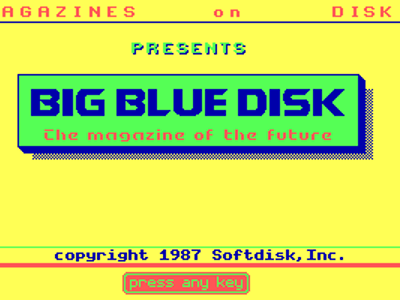 AGAZINES on DISK
PRESENTS
BIG BLUE DISK
The magazine of the future
copyright 1987 Softdisk,Inc.
press any key